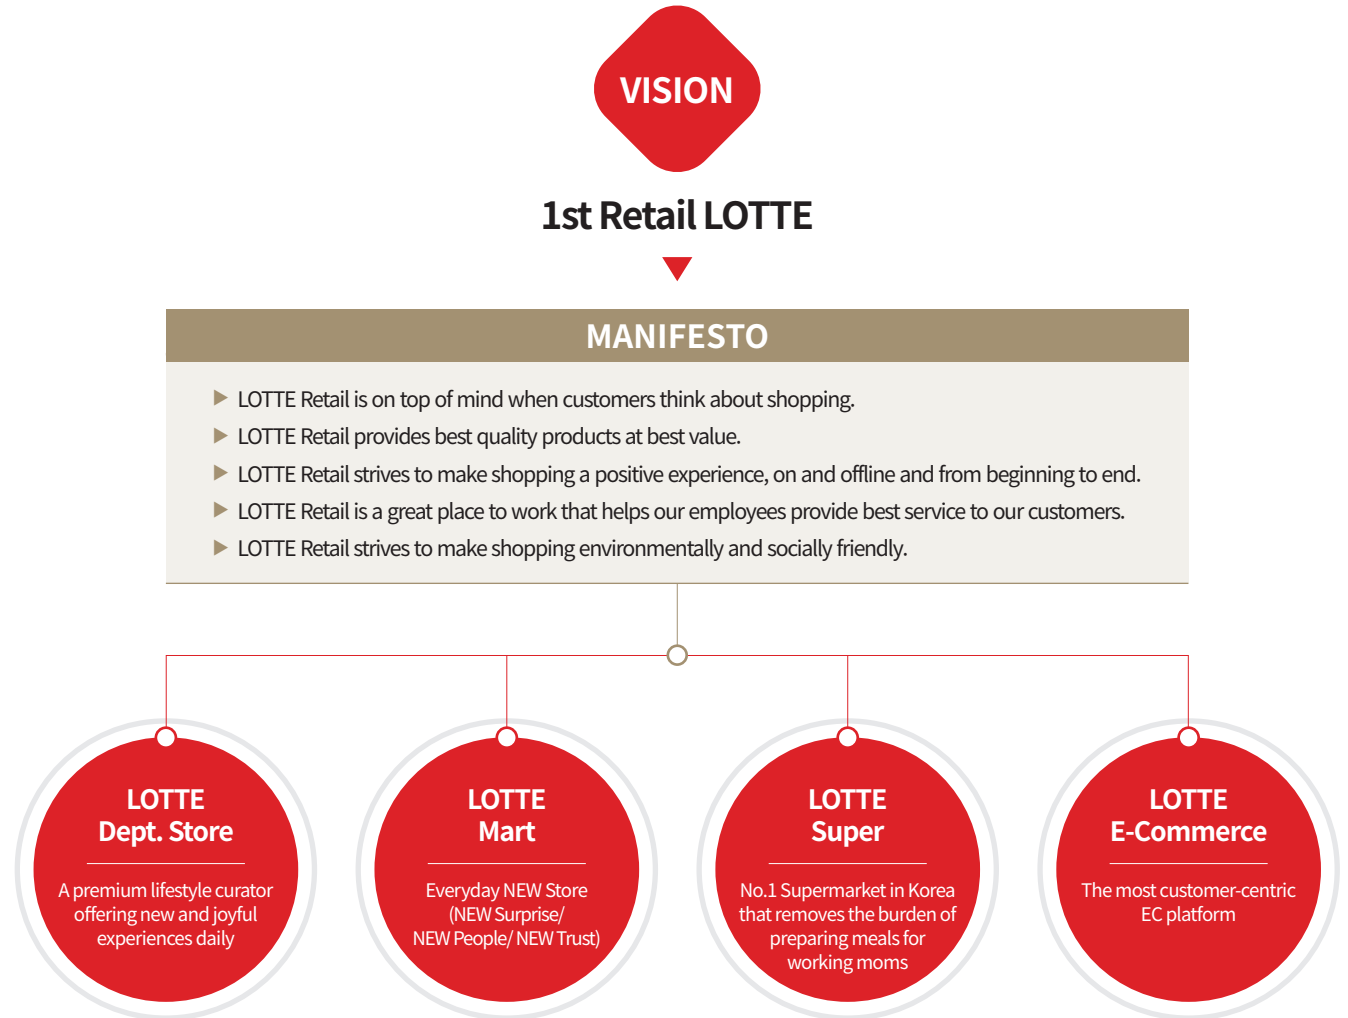 VISION
1st Retail LOTTE
MANIFESTO
LOTTE Retail is on top of mind when customers think about shopping.
LOTTE Retail provides best quality products at best value.
LOTTE Retail strives to make shopping a positive experience, on and offline and from beginning to end.
LOTTE Retail is a great place to work that helps our employees provide best service to our customers.
LOTTE Retail strives to make shopping environmentally and socially friendly.
LOTTE
Dept. Store
A premium lifestyle curator
offering new and joyful
experiences daily
LOTTE
Mart
Everyday NEW Store
(NEW Surprise/
NEW People/ NEW Trust)
LOTTE
Super
No.1 Supermarket in Korea
that removes the burden of
preparing meals for
working moms
LOTTE
E-Commerce
The most customer-centric
EC platform